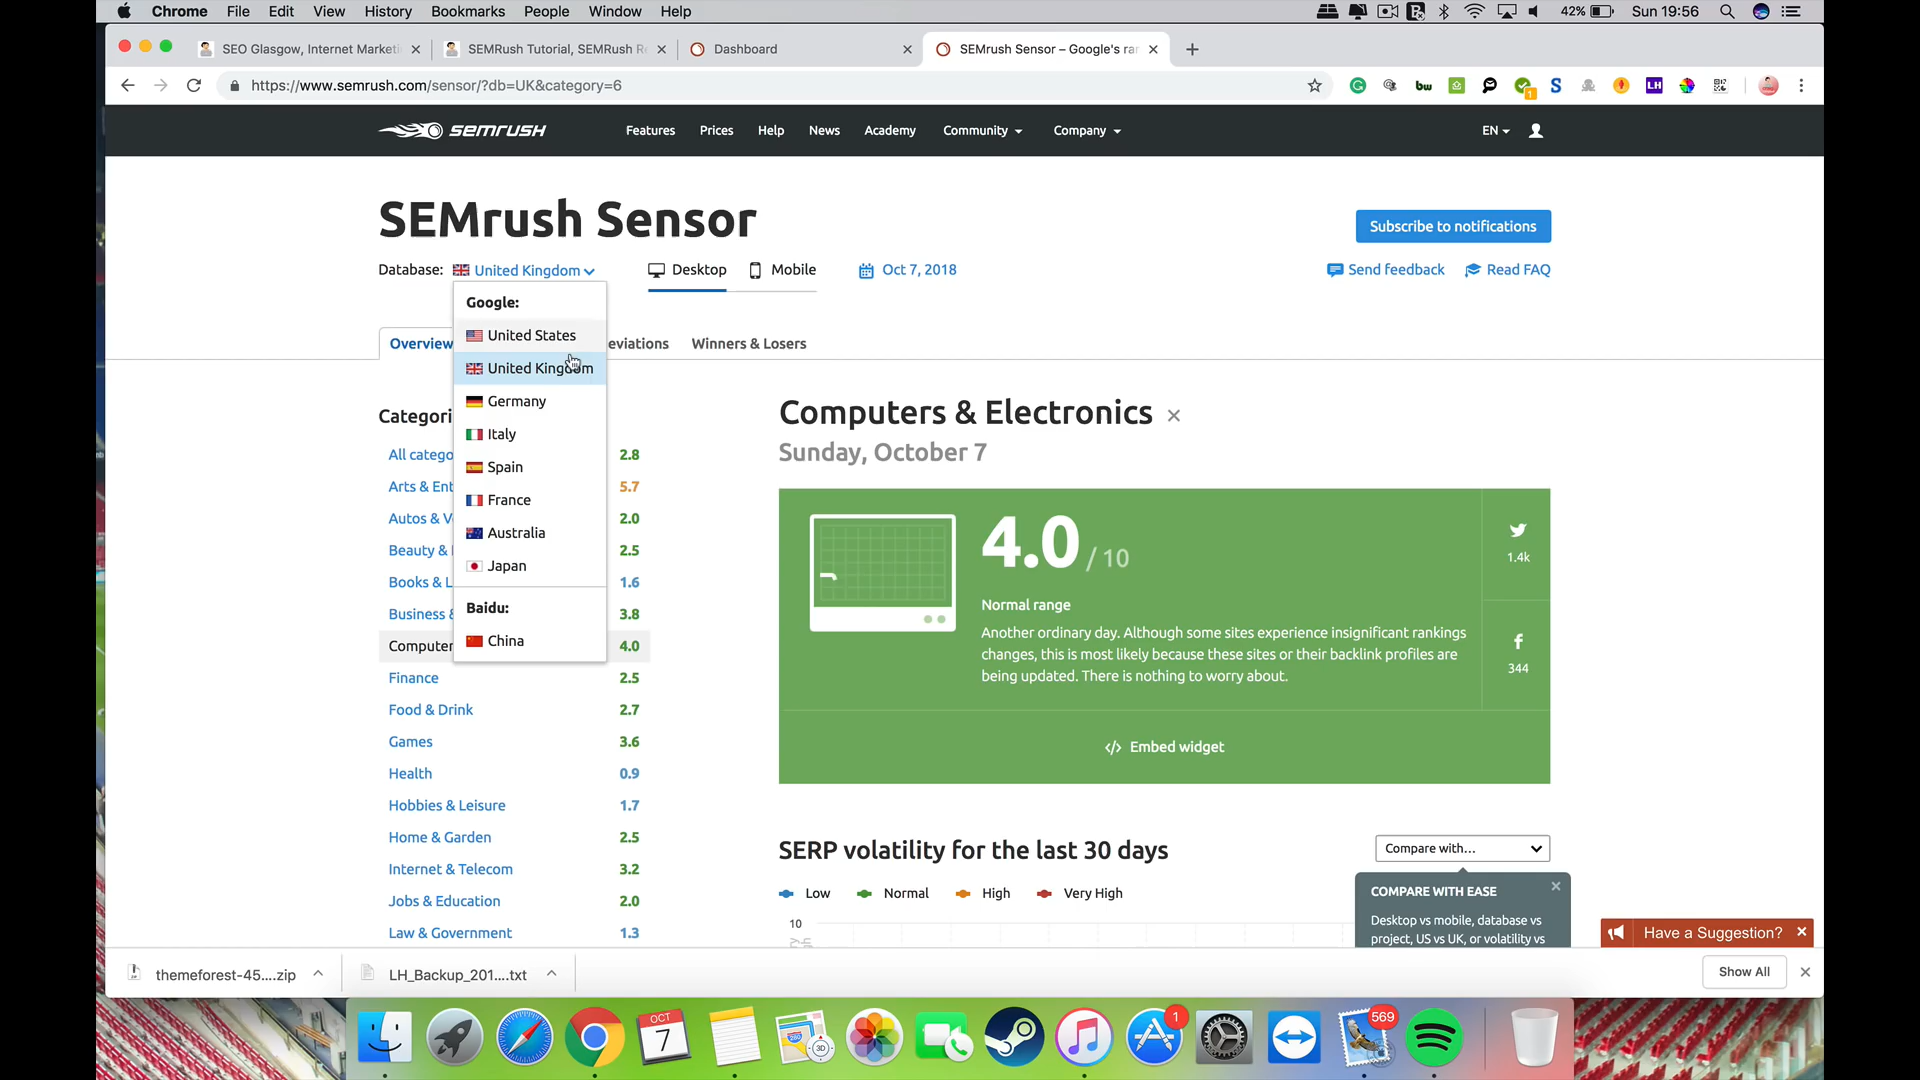 Chrome File Edit View History Bookmarks People Window Help 42% Sun 19:56
SEO Glasgow, Internet Marketi SEMRush Tutorial, SEMRush R Dashboard SEMrush Sensor – Google's ra
https://www.semrush.com/sensor/?db=UK&category=6
SEMRUSH Features Prices Help News Academy Community Company EN
SEMrush Sensor
Subscribe to notifications
Database: United Kingdom Desktop Mobile Oct 7, 2018 Send feedback Read FAQ
Google:
United States
United Kingdom
Germany
Italy
Spain
France
Australia
Japan
Baidu:
China
Overview eviations Winners & Losers
Categori
All catego 2.8
Arts & Ent 5.7
Autos & V 2.0
Beauty & 2.5
Books & L 1.6
Business & 3.8
Computer 4.0
Finance 2.5
Food & Drink 2.7
Games 3.6
Health 0.9
Hobbies & Leisure 1.7
Home & Garden 2.5
Internet & Telecom 3.2
Jobs & Education 2.0
Law & Government 1.3
Computers & Electronics
Sunday, October 7
4.0 / 10
Normal range
Another ordinary day. Although some sites experience insignificant rankings
changes, this is most likely because these sites or their backlink profiles are
being updated. There is nothing to worry about.
1.4k
344
Embed widget
SERP volatility for the last 30 days
Compare with...
Low Normal High Very High
10
COMPARE WITH EASE
Desktop vs mobile, database vs
project, US vs UK, or volatility vs
Have a Suggestion?
themeforest-45....zip LH_Backup_201....txt Show All
OCT
7
3D
1
569